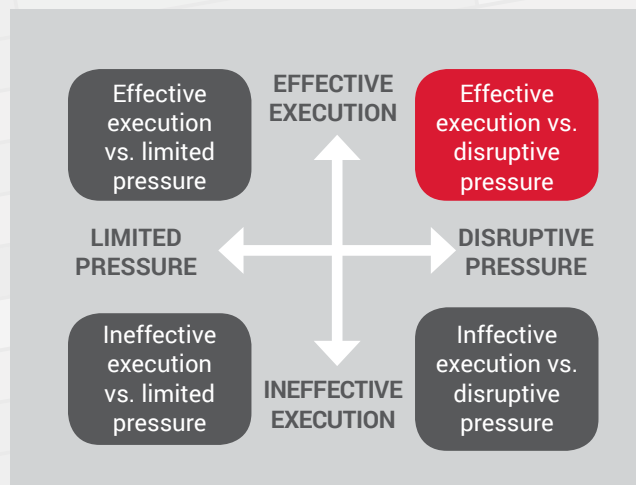 Effective
execution
vs. limited
pressure
EFFECTIVE
EXECUTION
Effective
execution vs.
disruptive
pressure
LIMITED
PRESSURE
DISRUPTIVE
PRESSURE
Ineffective
execution
vs. limited
pressure
INEFFECTIVE
EXECUTION
Inffective
execution vs.
disruptive
pressure